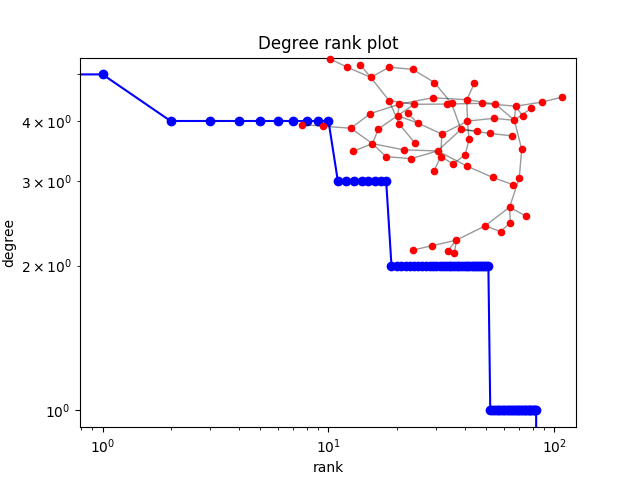 Degree rank plot
degree
4 × 10⁰
3 × 10⁰
2 × 10⁰
10⁰
10⁰
10¹
10²
rank